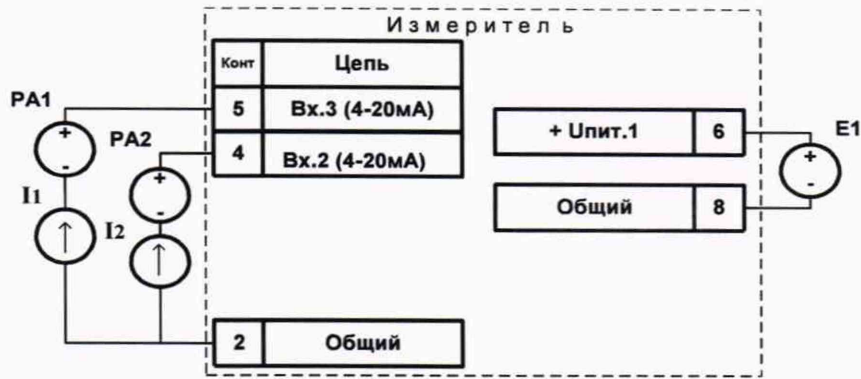 Измеритель
Конт Цепь
PA1 5 Вх.3 (4-20мА)
+ Uпит.1 6 E1
PA2 4 Вх.2 (4-20мА)
+ + +
- - -
I1 Общий 8
I2
2 Общий